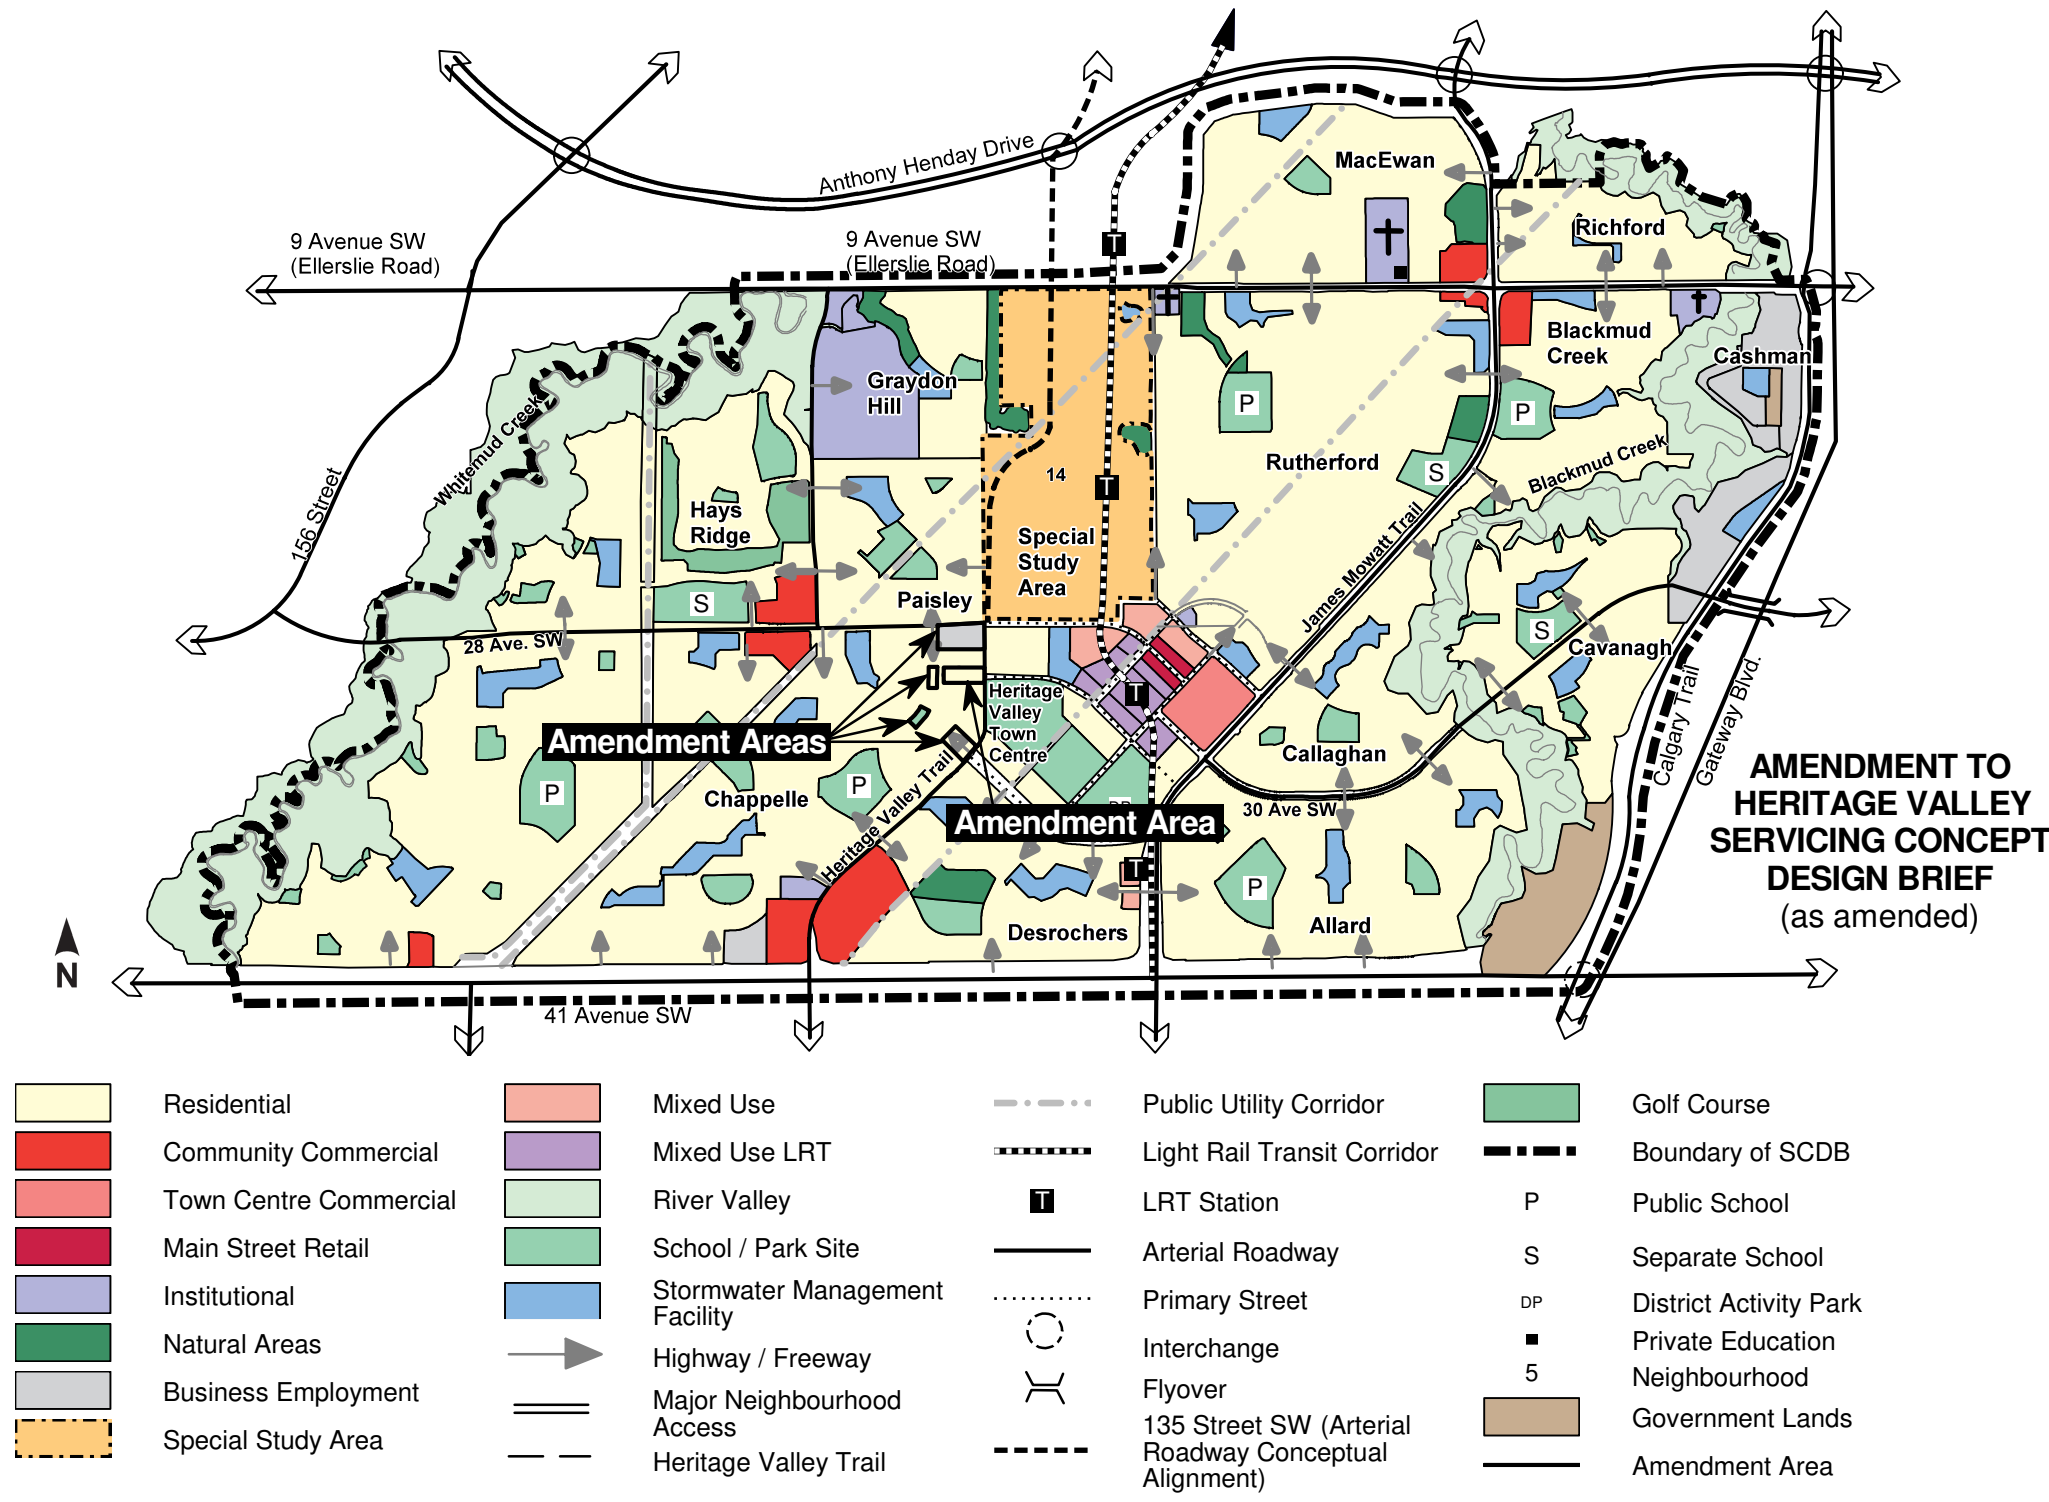 Anthony Henday Drive
MacEwan
Richford
9 Avenue SW
(Ellerslie Road)
9 Avenue SW
(Ellerslie Road)
T
Blackmud
Creek
Cashman
Graydon
Hill
P
P
Whitemud Creek
156 Street
14
T
Rutherford
S
Blackmud Creek
Hays
Ridge
Special
Study
Area
James Mowatt Trail
S
Paisley
S
Cavanagh
28 Ave. SW
Heritage
Valley
Town
Centre
T
Amendment Areas
Callaghan
Calgary Trail
Gateway Blvd.
P
P
Chappelle
Heritage Valley Trail
DP
Amendment Area
30 Ave SW
T
P
Desrochers
Allard
N
41 Avenue SW
AMENDMENT TO
HERITAGE VALLEY
SERVICING CONCEPT
DESIGN BRIEF
(as amended)
Residential
Community Commercial
Town Centre Commercial
Main Street Retail
Institutional
Natural Areas
Business Employment
Special Study Area
Mixed Use
Mixed Use LRT
River Valley
School / Park Site
Stormwater Management
Facility
Highway / Freeway
Major Neighbourhood
Access
Heritage Valley Trail
Public Utility Corridor
Light Rail Transit Corridor
T
LRT Station
Arterial Roadway
Primary Street
Interchange
Flyover
135 Street SW (Arterial
Roadway Conceptual
Alignment)
Golf Course
Boundary of SCDB
P
Public School
S
Separate School
DP
District Activity Park
Private Education
5
Neighbourhood
Government Lands
Amendment Area